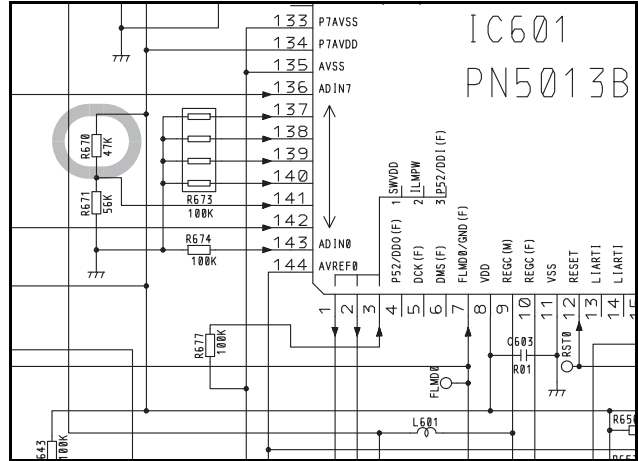 133 P7AVSS
134 P7AVDD
135 AVSS
136 ADIN7
137
138
139
140
141
142
143 ADIN0
144 AVREF0
IC601
PN5013B
R670
47K
R671
56K
R673
100K
R674
100K
1 SWVDD
2 ILMPW
3 P52/DDI(F)
P52/DDO(F)
DCK(F)
DMS(F)
FLMD0/GND(F)
VDD
REGC(M)
REGC(F)
VSS
RESET
LIARTI
LIARTI
1
2
3
4
5
6
7
8
9
10
11
12
13
14
R677
100K
C603
R01
RST0
FLMD0
L601
643
100K
R65